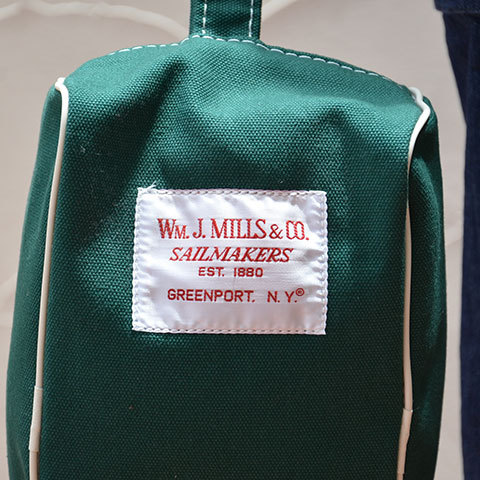 WM. J. MILLS & CO.
SAILMAKERS
EST. 1880
GREENPORT, N.Y.®